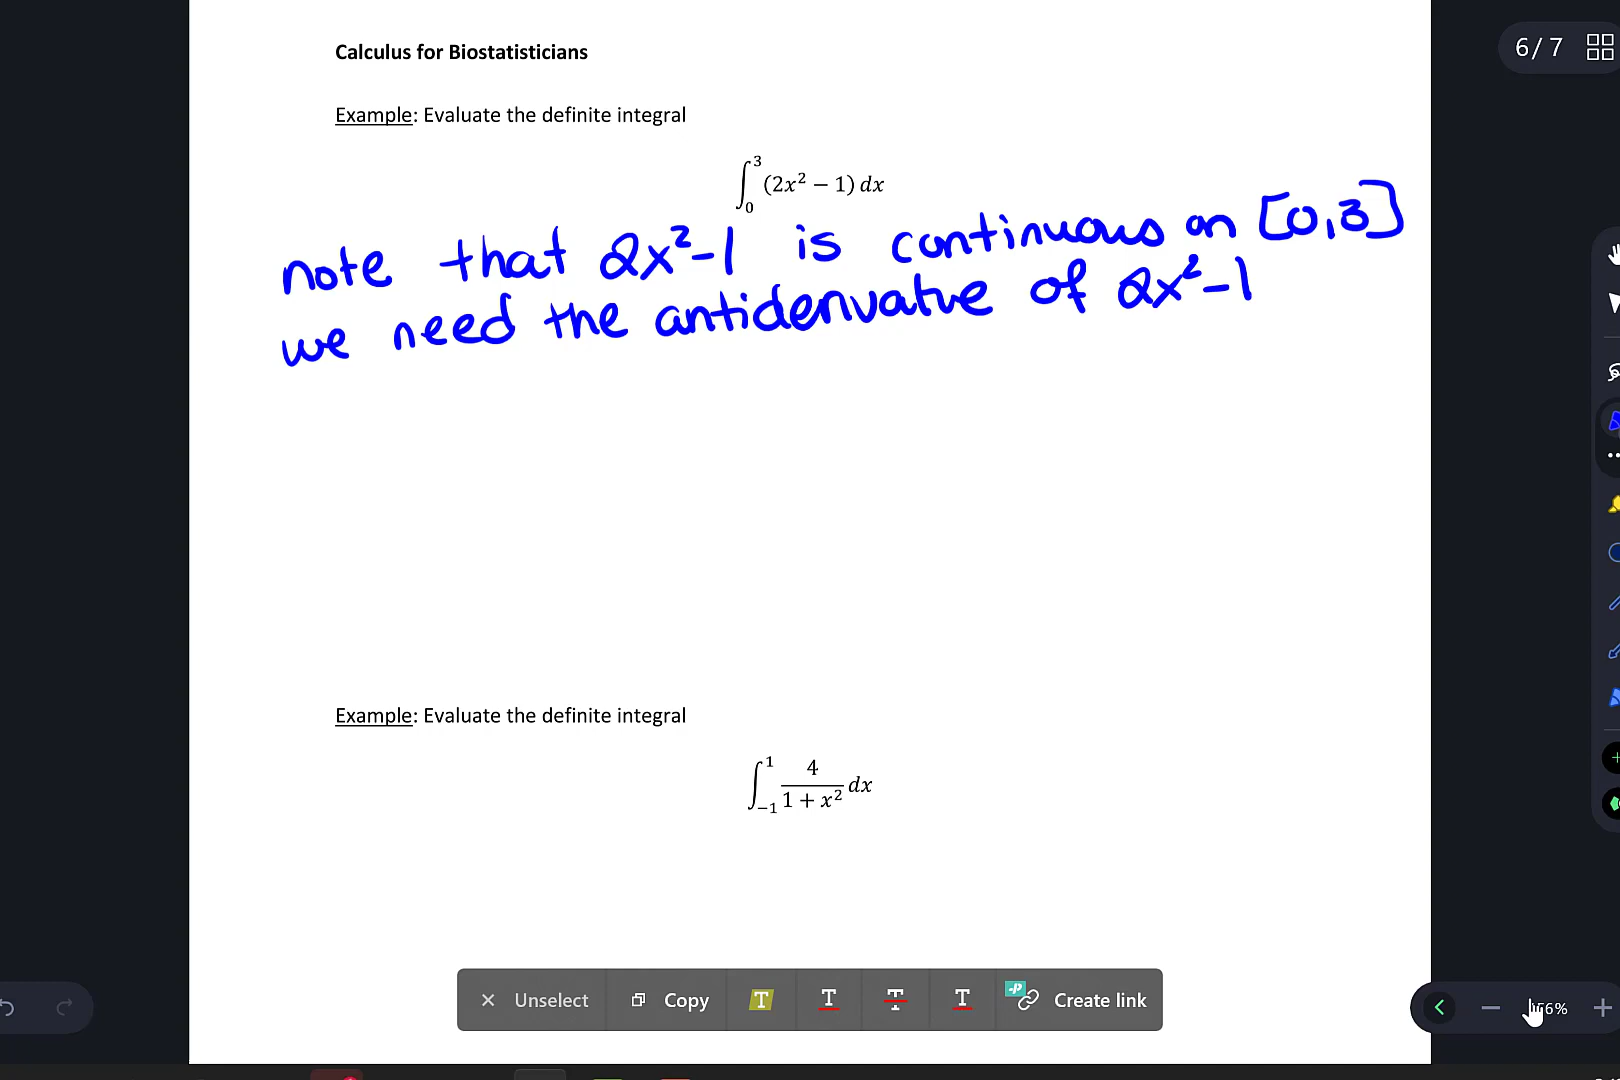 Calculus for Biostatisticians
6/7
Example: Evaluate the definite integral
∫₀³ (2x² − 1) dx
note that 2x²-1 is continuous on [0,3]
we need the antidervatve of 2x²-1
Example: Evaluate the definite integral
∫₋₁¹ 4/(1 + x²) dx
Unselect Copy T T T T Create link